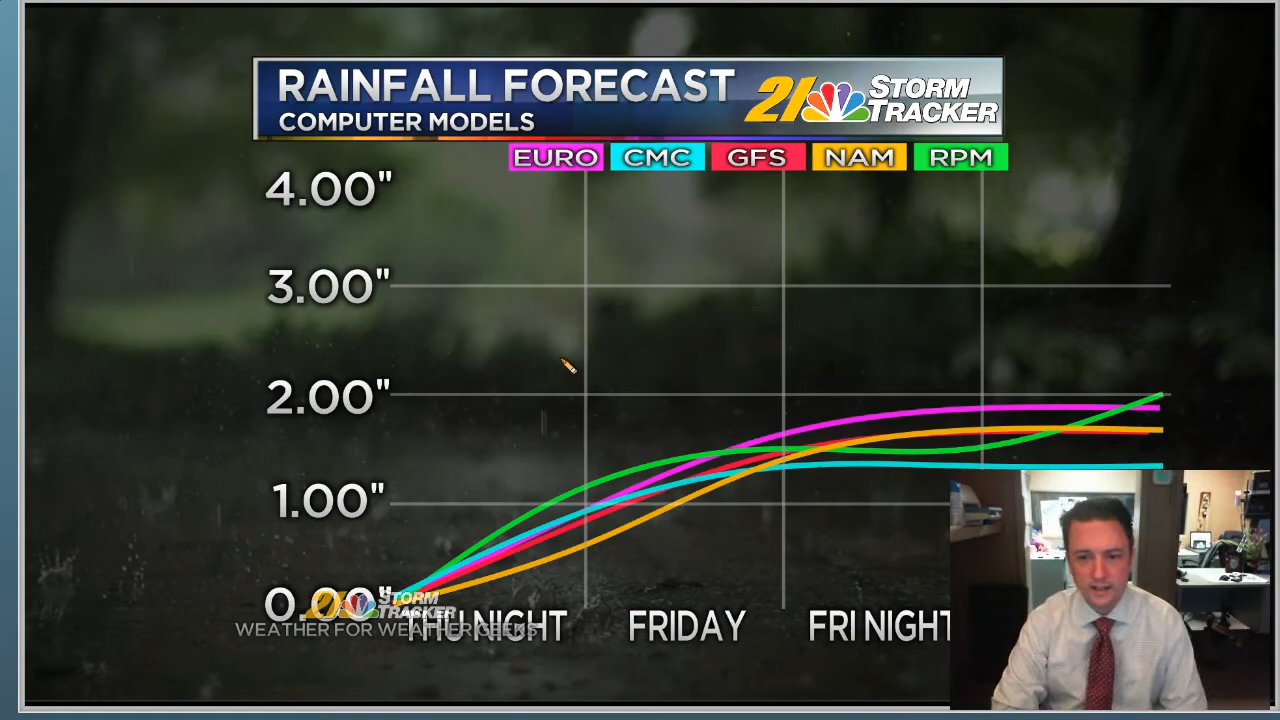 RAINFALL FORECAST
COMPUTER MODELS
21 STORM TRACKER
EURO CMC GFS NAM RPM
4.00"
3.00"
2.00"
1.00"
0.00"
21 STORM TRACKER
THU NIGHT FRIDAY FRI NIGHT
WEATHER FOR WEATHER GEEKS